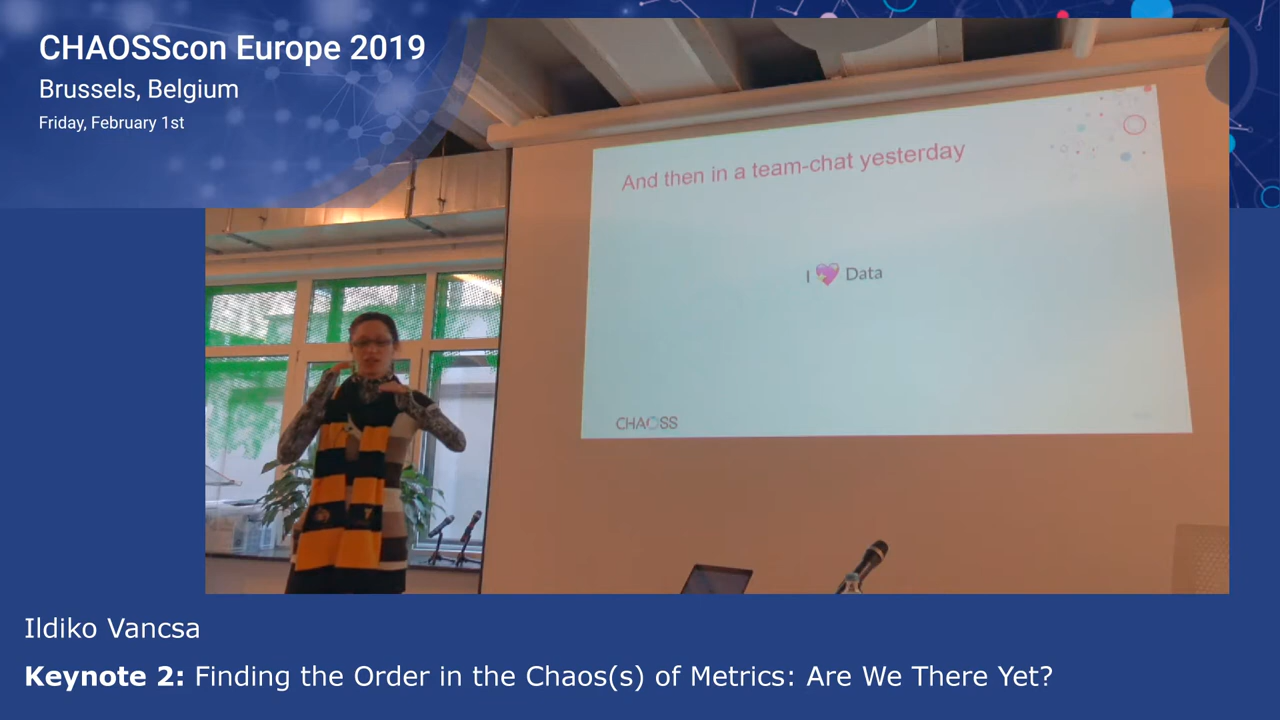 CHAOSScon Europe 2019
Brussels, Belgium
Friday, February 1st
And then in a team-chat yesterday
I 💖 Data
CHAOSS
Ildiko Vancsa
Keynote 2: Finding the Order in the Chaos(s) of Metrics: Are We There Yet?